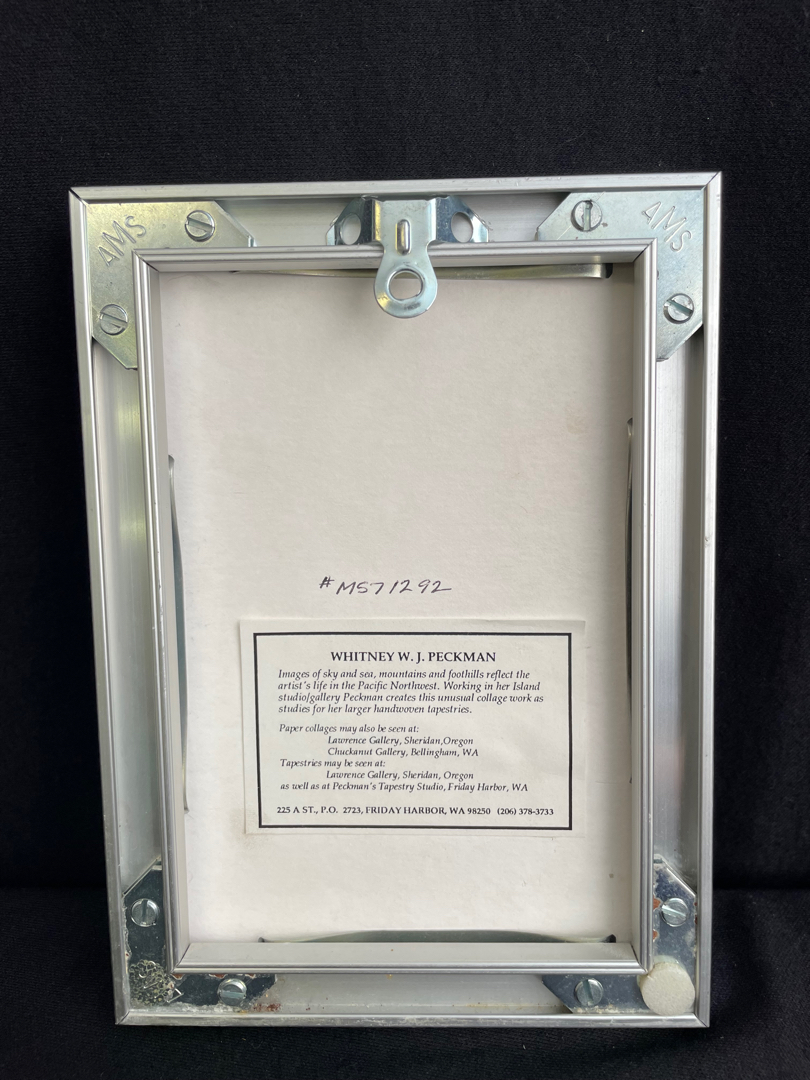 AMS
AMS
#MS71292
WHITNEY W. J. PECKMAN
Images of sky and sea, mountains and foothills reflect the
artist's life in the Pacific Northwest. Working in her Island
studio/gallery Peckman creates this unusual collage work as
studies for her larger handwoven tapestries.
Paper collages may also be seen at:
Lawrence Gallery, Sheridan,Oregon
Chuckanut Gallery, Bellingham, WA
Tapestries may be seen at:
Lawrence Gallery, Sheridan, Oregon
as well as at Peckman's Tapestry Studio, Friday Harbor, WA
225 A ST., P.O. 2723, FRIDAY HARBOR, WA 98250 (206) 378-3733